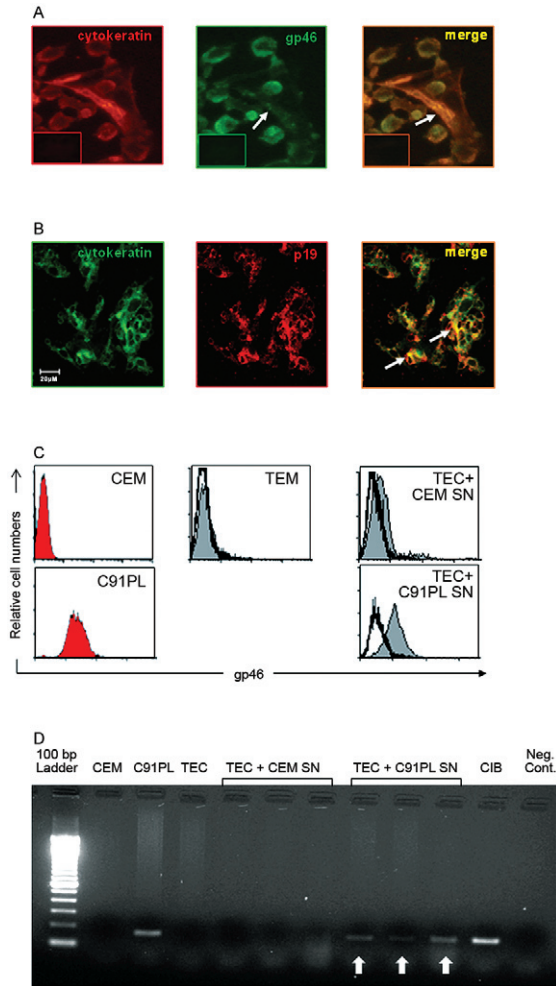 A
cytokeratin
gp46
merge
B
cytokeratin
p19
merge
20µM
C
CEM
TEM
TEC+
CEM SN
C91PL
TEC+
C91PL SN
Relative cell numbers
gp46
D
100 bp
Ladder
CEM
C91PL
TEC
TEC + CEM SN
TEC + C91PL SN
CIB
Neg.
Cont.